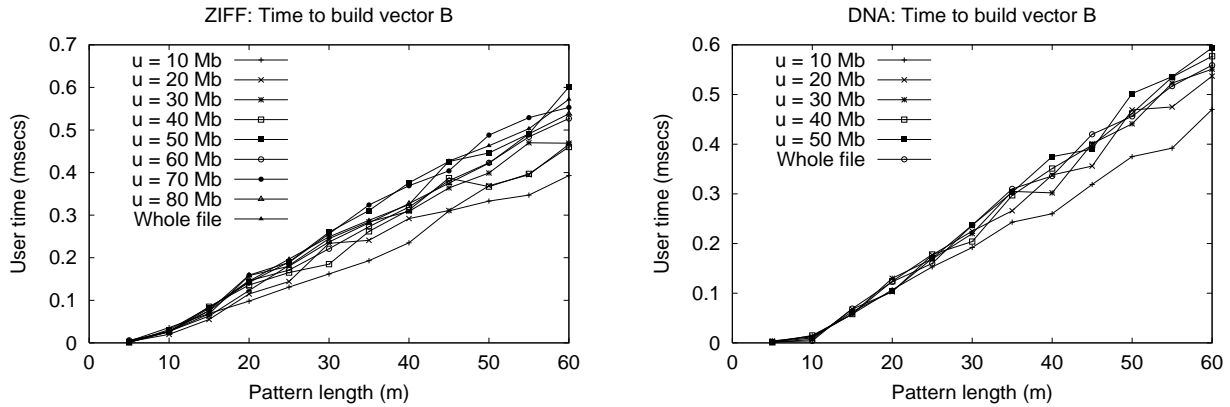 ZIFF: Time to build vector B
User time (msecs)
0.7
0.6
0.5
0.4
0.3
0.2
0.1
0
u = 10 Mb
u = 20 Mb
u = 30 Mb
u = 40 Mb
u = 50 Mb
u = 60 Mb
u = 70 Mb
u = 80 Mb
Whole file
0 10 20 30 40 50 60
Pattern length (m)
DNA: Time to build vector B
User time (msecs)
0.6
0.5
0.4
0.3
0.2
0.1
0
u = 10 Mb
u = 20 Mb
u = 30 Mb
u = 40 Mb
u = 50 Mb
Whole file
0 10 20 30 40 50 60
Pattern length (m)